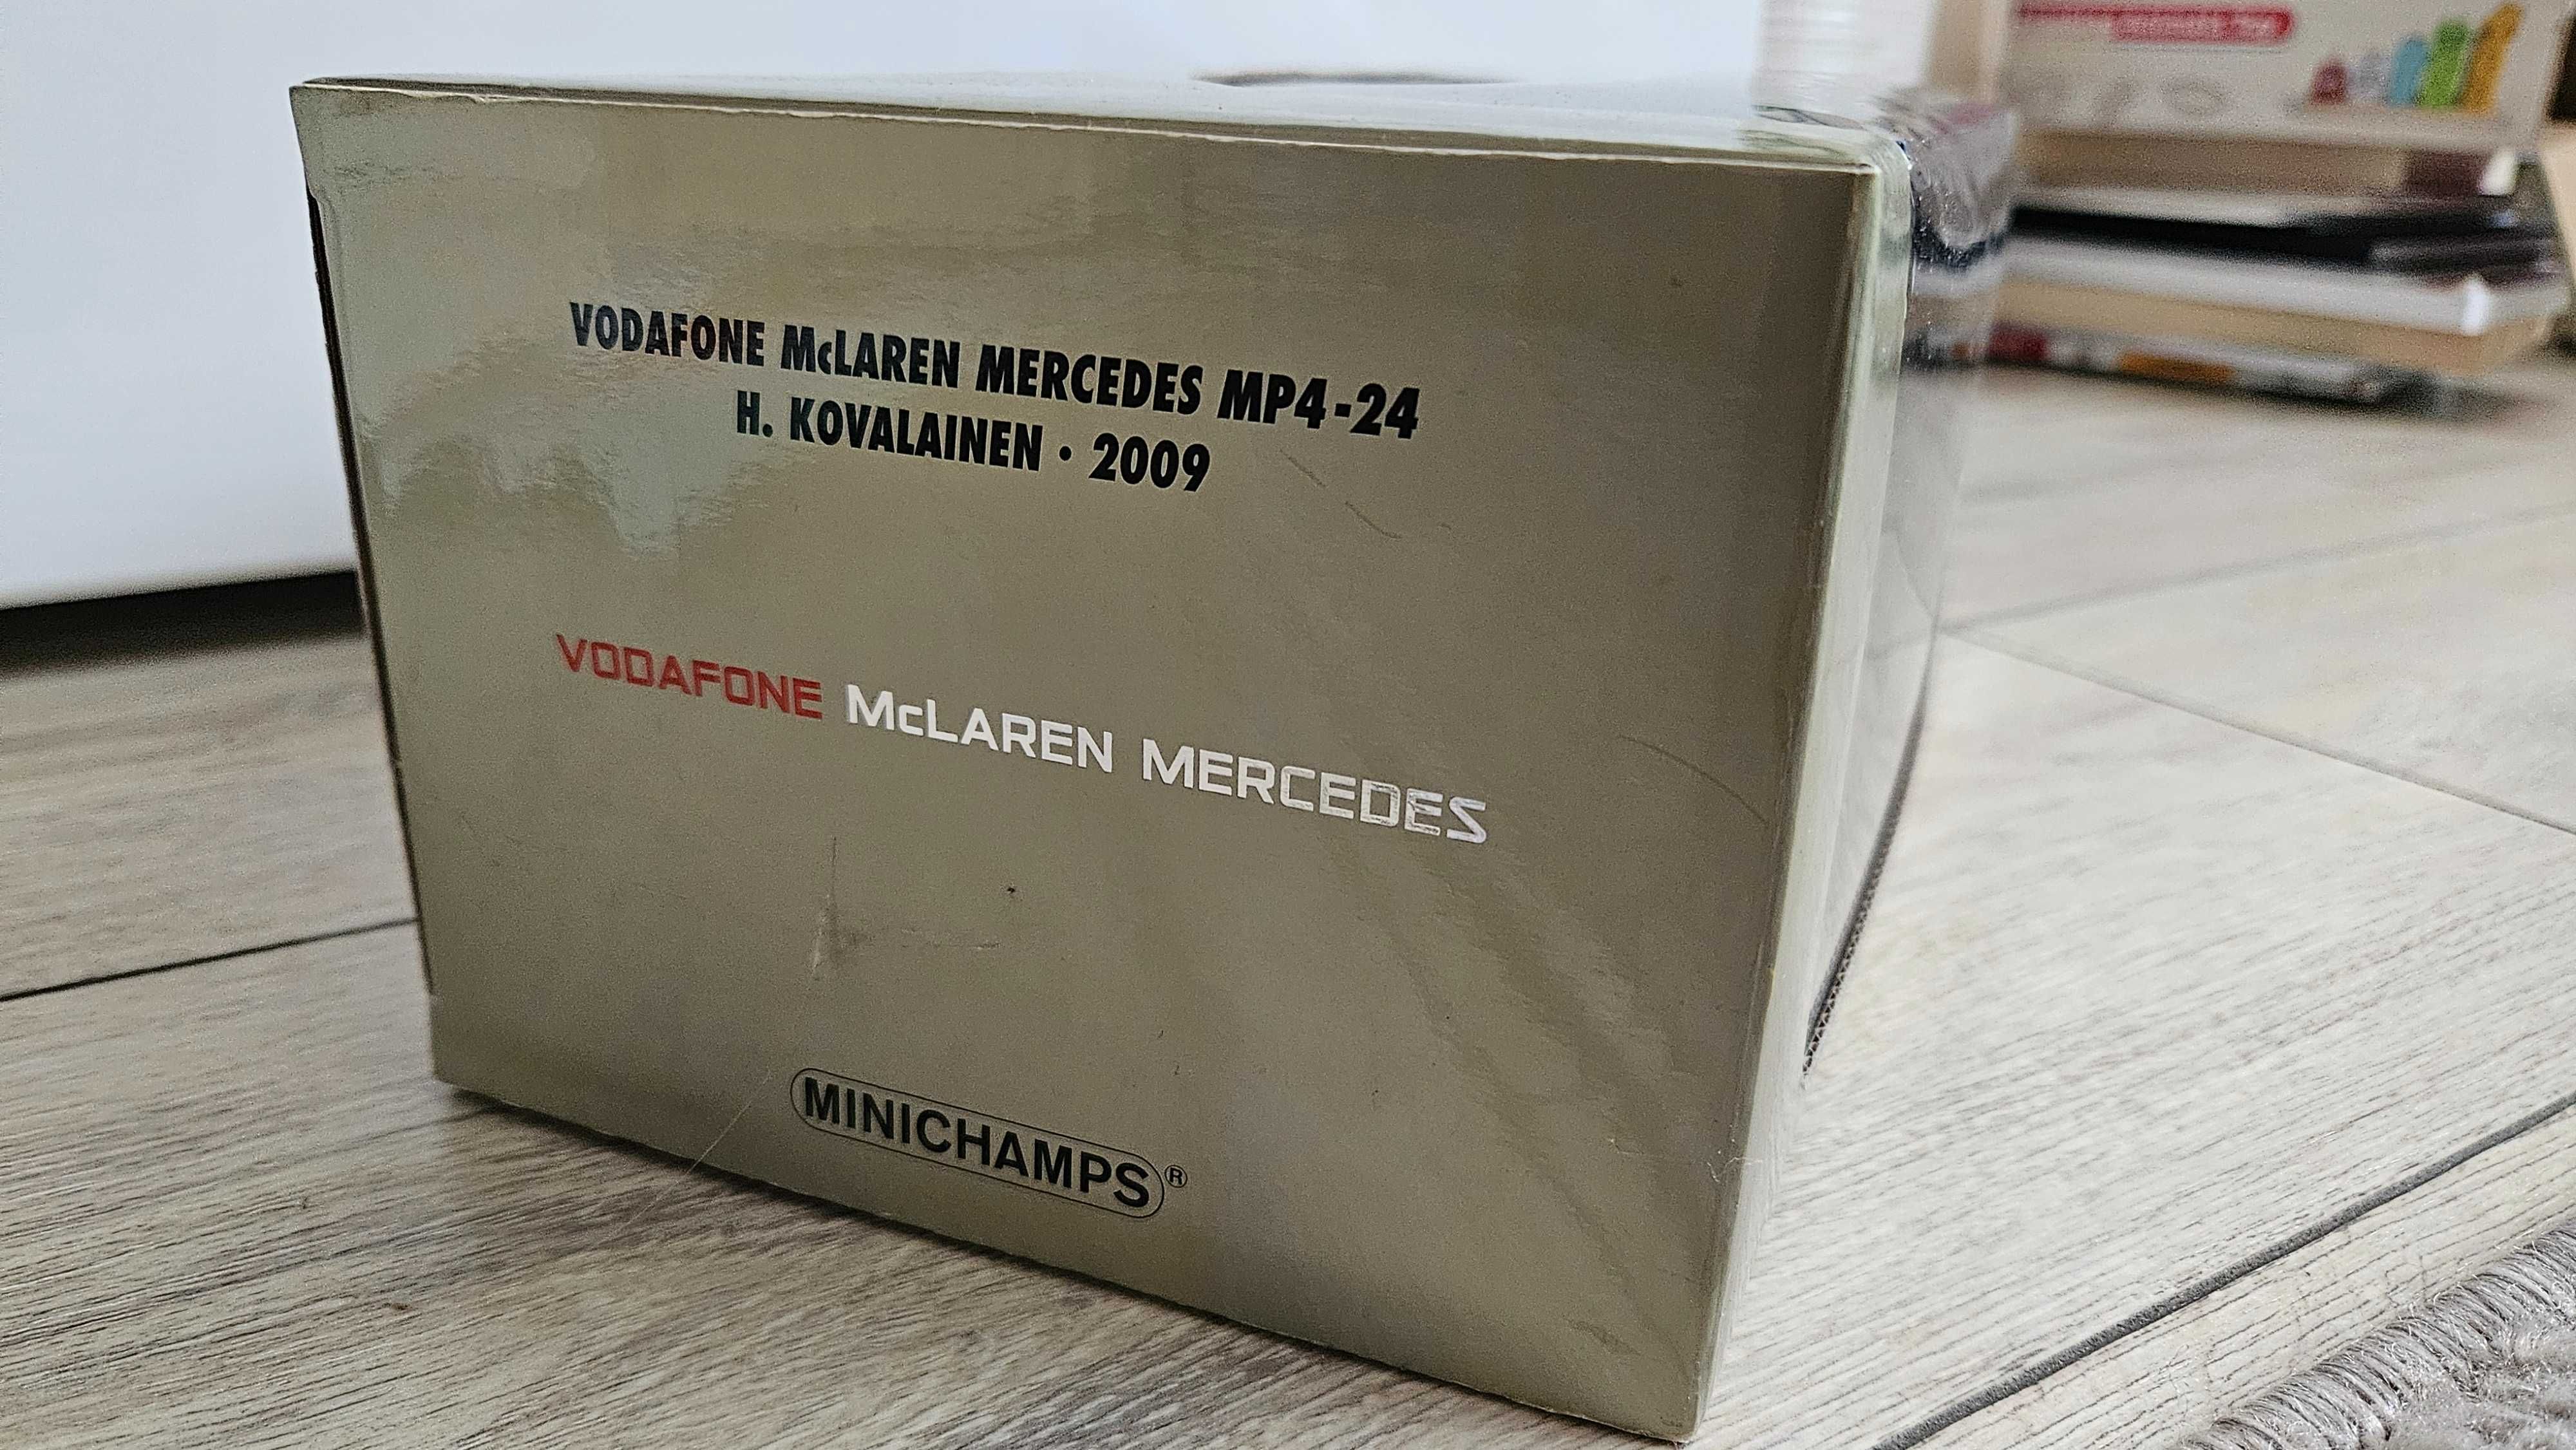 VODAFONE McLAREN MERCEDES MP4-24
H. KOVALAINEN • 2009
VODAFONE McLAREN MERCEDES
MINICHAMPS®